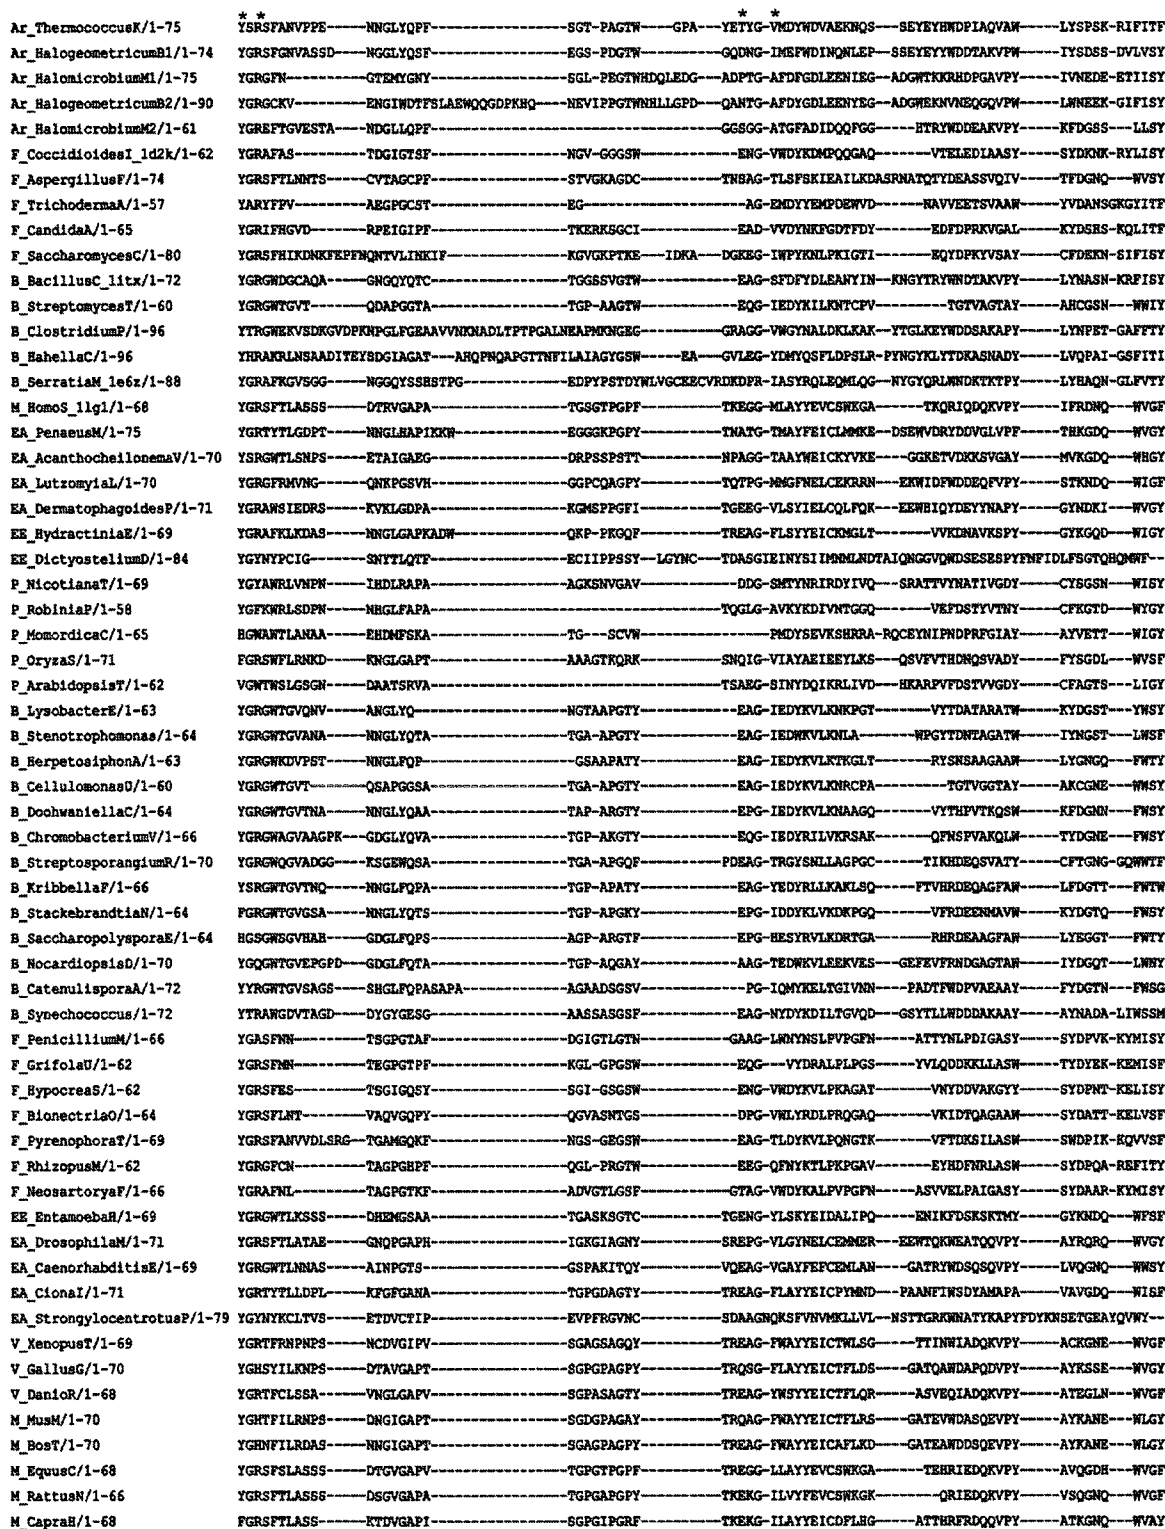 * * * *
Ar_ThermococcusK/1-75 YSRSFANVPPE----NNGLYQPF--------------SGT-PAGTW----GPA--YETYG-VMDYWDVAEKNQS---SEYEYHWDPIAQVAW-----LYSPSK-RIFITF
Ar_HalogeometricumB1/1-74 YGRSFGNVASSD---NGGLYSQF--------------EGS-PDGTW---------GQDNG-IMEFWDINQNLEP---SSEYEYYWDDTAKVPW-----IYSDSS-DVLVSY
Ar_HalomicrobiumM1/1-75 YGRGFN---------GTEMYGNY--------------SGL-PEGTWHDQLEDG--ADPTG-AFDFGDLEENIEG---ADGWTKKRHDPGAVPY-----IVNEDE-ETIISY
Ar_HalogeometricumB2/1-90 YGRGCKV--------ENGIWDTFSLAEWQQGDPKHQ--NEVIPPGTWNHLLGPD--QANTG-AFDYGDLEENYEG---ADGWEKNVNEQGQVPW-----LWNEEK-GIFISY
Ar_HalomicrobiumM2/1-61 YGREFTGVESTA---NDGLLQPF--------------------------------GGSGG-ATGFADIDQQFGG-----HTRYWDDEAKVPY-----KFDGSS---LLSY
F_CoccidioidesI_1d2k/1-62 YGRAFAS--------TDGIGTSF--------------NGV-GGGSW---------ENG-VWDYKDMPQQGAQ------VTELEDIAASY-----SYDKNK-RYLISY
F_AspergillusF/1-74 YGRSFTLNNTS----CVTAGCPF--------------STVGKAGDC---------TNSAG-TLSFSKIEAILKDASRNATQTYDEASSVQIV-----TFDGNQ---WVSY
F_TrichodermaA/1-57 YARYFPV--------AEGPGCST--------------EG----------------AG-EMDYYEMPDEWVD------NAVVEETSVAAW-----YVDANSGKGYITF
F_CandidaA/1-65 YGRIFHGVD------RPEIGIPF--------------TKERKSGCI---------EAD-VVDYNKFGDTFDY------EDFDPRKVGAL-----KYDSHS-KQLITF
F_SaccharomycesC/1-80 YGRSFHIKDNKFEPFNQNTVLINKIF-----------KGVGKPTKE----IDKA--DGKEG-IWPYKNLPKIGTI------EQYDPKYVSAY-----CFDEKN-SIFISY
B_BacillusC_1itx/1-72 YGRGWDGCAQA----GNGQYQTC--------------TGGSSVGTW---------EAG-SFDFYDLEANYIN---KNGYTRYWNDTAKVPY-----LYNASN-KRFISY
B_StreptomycesT/1-60 YGRGWTGVT------QDAPGGTA--------------TGP-AAGTW---------EQG-IEDYKILKNTCPV------TGTVAGTAY-----AHCGSN---WWIY
B_ClostridiumP/1-96 YTRGWEKVSDKGVDPKNPGLFGEAAVVNKNADLTPTPGALNEAPMKNGEG-----GRAGG-VWGYNALDKLKAK---YTGLKEYWDDSAKAPY-----LYNPET-GAFFTY
B_HahellaC/1-96 YHRAKRLNSAADITEYSDGIAGAT---AHQPNQAPGTTNFILAIAGYGSW-----EA--GVLEG-YDMYQSFLDPSLR-PYNGYKLYTDKASNADY-----LVQPAI-GSFITI
B_SerratiaM_1e6z/1-88 YGRAFKGVSGG----NGGQYSSHSTPG----------EDPYPSTDYWLVGCEECVRDKDPR-IASYRQLEQMLQG---NYGYQRLWNDKTKTPY-----LYHAQN-GLFVTY
M_HomoS_1lg1/1-68 YGRSFTLASSS----DTRVGAPA--------------TGSGTPGPF---------TKEGG-MLAYYEVCSWKGA------TKQRIQDQKVPY-----IFRDNQ---WVGF
EA_PenaeusM/1-75 YGRTYTLGDPT----NNGLHAPIKKW-----------EGGGKPGPY---------TNATG-TMAYFEICLMMKE---DSEWVDRYDDVGLVPF-----THKGDQ---WVGY
EA_AcanthocheilonemaV/1-70 YSRGWTLSNPS----ETAIGAEG--------------DRPSSPSTT---------NPAGG-TAAYWEICKYVKE----GGKETVDKKSVGAY-----MVKGDQ---WHGY
EA_LutzomyiaL/1-70 YGRGFRMVNG-----QNKPGSVH--------------GGPCQAGPY---------TQTPG-MMGFNELCEKRRN---EKWIDFWDDEQFVPY-----STKNDQ---WIGF
EA_DermatophagoidesP/1-71 YGRAWSIEDRS----KVKLGDPA--------------KGMSPPGFI---------TGEEG-VLSYIELCQLFQK---EEWHIQYDEYYNAPY-----GYNDKI---WVGY
EE_HydractiniaE/1-69 YGRAFKLKDAS----NNGLGAPKADW-----------QKP-PKGQF---------TREAG-FLSYYEICKMGLT------VVKDNAVKSPY-----GYKGQD---WIGY
EE_DictyosteliumD/1-84 YGYNYPCIG------SNYTLQTF--------------ECIIPPSSY--LGYNC---TDASGIEINYSIIMNMLNDTAIQNGGVQWDSESESPYFNFIDLFSGTQHQMWF--
P_NicotianaT/1-69 YGYAWRLVNPN----IHDLRAPA--------------AGKSNVGAV---------DDG-SMTYNRIRDYIVQ---SRATTVYNATIVGDY-----CYSGSN---WISY
P_RobiniaP/1-58 YGFKWRLSDPN----NHGLFAPA--------------------------------TQGLG-AVKYKDIVNTGGQ------VEFDSTYVTNY-----CFKGTD---WYGY
P_MomordicaC/1-65 HGWAWTLANAA----EHDMFSKA--------------TG---SCVW---------PMDYSEVKSHRRA-RQCEYNIPNDPRFGIAY-----AYVETT---WIGY
P_OryzaS/1-71 FGRSWFLRNKD----KNGLGAPT--------------AAAGTKQRK---------SNQIG-VIAYAEIEEYLKS---QSVFVTHDNQSVADY-----FYSGDL---WVSF
P_ArabidopsisT/1-62 VGWTWSLGSGN----DAATSRVA--------------------------------TSAEG-SINYDQIKRLIVD---HKARPVFDSTVVGDY-----CFAGTS---LIGY
B_LysobacterE/1-63 YGRGWTGVQNV----ANGLYQ----------------NGTAAPGTY---------EAG-IEDYKVLKNKPGT------VYTDATARATW-----KYDGST---YWSY
B_Stenotrophomonas/1-64 YGRGWTGVANA----NNGLYQTA--------------TGA-APGTY---------EAG-IEDWKVLKNLA------WPGYTDNTAGATW-----IYNGST---LWSF
B_HerpetosiphonA/1-63 YGRGWKDVPST----NNGLFQP---------------GSAAPATY---------EAG-IEDYKVLKTKGLT------RYSNSAAGAAW-----LYGNGQ---FWTY
B_CellulomonasU/1-60 YGRGWTGVT------QSAPGGSA--------------TGA-APGTY---------EAG-IEDYKVLKNRCPA------TGTVGGTAY-----AKCGNE---WWSY
B_DoohwaniellaC/1-64 YGRGWTGVTNA----NNGLYQAA--------------TAP-ARGTY---------EPG-IEDYKVLKNAAGQ------VYTHPVTKQSW-----KFDGNN---FWSY
B_ChromobacteriumV/1-66 YGRGWAGVAAGPK--GDGLYQVA--------------TGP-AKGTY---------EQG-IEDYRILVKRSAK------QFNSPVAKQLW-----TYDGNE---FWSY
B_StreptosporangiumR/1-70 YGRGWQGVADGG---KSGEWQSA--------------TGA-APGQF---------PDEAG-TRGYSNLLAGPGC------TIKHDEQSVATY-----CFTGNG-GQWWTF
B_KribbellaF/1-66 YSRGWTGVTNQ----NNGLFQPA--------------TGP-APATY---------EAG-YEDYRLLKAKLSQ-----FTVHRDEQAGFAW-----LFDGTT---FWTW
B_StackebrandtiaN/1-64 FGRGWTGVGSA----NNGLYQTS--------------TGP-APGKY---------EPG-IDDYKLVKDKPGQ------VFRDEENMAVW-----KYDGTQ---FWSY
B_SaccharopolysporaE/1-64 HGSGWSGVHAH----GDGLFQPS--------------AGP-ARGTF---------EPG-HESYRVLKDRTGA------RHRDEAAGFAW-----LYEGGT---FWTY
B_NocardiopsisD/1-70 YGQGWTGVEPGPD--GDGLFQTA--------------TGP-AQGAY---------AAG-TEDWKVLEEKVES---GEFEVFRNDGAGTAW-----IYDGQT---LWNY
B_CatenulisporaA/1-72 YYRGWTGVSAGS---SHGLFQPASAPA----------AGAADSGSV---------PG-IQMYKELTGIVNN---PADTFWDPVAEAAY-----FYDGTN---FWSG
B_Synechococcus/1-72 YTRAWGDVTAGD---DYGYGESG--------------AASSASGSF---------EAG-NYDYKDILTGVQD---GSYTLLWDDDAKAAY-----AYNADA-LIWSSM
F_PenicilliumM/1-66 YGASFNN--------TSGPGTAF--------------DGIGTLGTN---------GAAG-LWNYNSLPVPGFN-----ATTYNLPDIGASY-----SYDPVK-KYMISY
F_GrifolaU/1-62 YGRSFMN--------TEGPGTPF--------------KGL-GPGSW---------EQG---VYDRALPLPGS-----YVLQDDKKLLASW-----TYDYEK-KEMISF
F_HypocreaS/1-62 YGRSFES--------TSGIGQSY--------------SGI-GSGSW---------ENG-VWDYKVLPKAGAT------VNYDDVAKGYY-----SYDPNT-KELISY
F_BionectriaO/1-64 YGRSFLNT-------VAQVGQPY--------------QGVASNTGS---------DPG-VWLYRDLPRQGAQ------VKIDTQAGAAW-----SYDATT-KELVSF
F_PyrenophoraT/1-69 YGRSFANVVDLSRG--TGAMGQKF-------------NGS-GEGSW---------EAG-TLDYKVLPQNGTK------VFTDKSILASW-----SWDPIK-KQVVSF
F_RhizopusM/1-62 YGRGFCN--------TAGPGHPF--------------QGL-PRGTW---------EEG-QFNYKTLPKPGAV------EYHDFNRLASW-----SYDPQA-REFITY
F_NeosartoryaF/1-66 YGRAFNL--------TAGPGTKF--------------ADVGTLGSF---------GTAG-VWDYKALPVPGFN-----ASVVELPAIGASY-----SYDAAR-KYMISY
EE_EntamoebaH/1-69 YGRGWTLKSSS----DHEMGSAA--------------TGASKSGTC---------TGENG-YLSKYEIDALIPQ-----ENIKFDSKSKTMY-----GYKNDQ---WFSF
EA_DrosophilaM/1-71 YGRSFTLATAE----GNQPGAPH--------------IGKGIAGNY---------SREPG-VLGYNELCEMMER---EEWTQKWEATQQVPY-----AYRQRQ---WVGY
EA_CaenorhabditisE/1-69 YGRGWTLNNAS----AINPGTS---------------GSPAKITQY---------VQEAG-VGAYFEFCEMLAN----GATRYWDSQSQVPY-----LVQGNQ---WWSY
EA_CionaI/1-71 YGRTYTLLDPL----KFGFGANA--------------TGPGDAGTY---------TREAG-FLAYYEICPYMND---PAANFIWSDYAMAPA-----VAVGDQ---WISF
EA_StrongylocentrotusP/1-79 YGYNYKCLTVS----ETDVCTIP--------------EVPFRGVNC---------SDAAGNQKSFVNVMKLLVL---NSTTGRKWNATYKAPYFDYKNSETGEAYQVWY--
V_XenopusT/1-69 YGRTFRNPNPS----NCDVGIPV--------------SGAGSAGQY---------TREAG-FWAYYEICTWLSG-----TTINWIADQKVPY-----ACKGNE---WVGF
V_GallusG/1-70 YGHSYILKNPS----DTAVGAPT--------------SGPGPAGPY---------TRQSG-FLAYYEICTFLDS----GATQAWDAPQDVPY-----AYKSSE---WVGY
V_DanioR/1-68 YGRTFCLSSA-----VNGLGAPV--------------SGPASAGTY---------TREAG-YWSYYEICTFLQR-----ASVEQIADQKVPY-----ATEGLN---WVGF
M_MusM/1-70 YGHTFILRNPS----DNGIGAPT--------------SGDGPAGAY---------TRQAG-FWAYYEICTFLRS----GATEVWDASQEVPY-----AYKANE---WLGY
M_BosT/1-70 YGHNFILRDAS----NNGIGAPT--------------SGAGPAGPY---------TREAG-FWAYYEICAFLKD----GATEAWDDSQEVPY-----AYKANE---WLGY
M_EquusC/1-68 YGRSFSLASSS----DTGVGAPV--------------TGPGTPGPF---------TREGG-LLAYYEVCSWKGA------TEHRIEDQKVPY-----AVQGDH---WVGF
M_RattusN/1-66 YGRSFTLASSS----DSGVGAPA--------------TGPGAPGPY---------TKEKG-ILVYFEVCSWKGK------QRIEDQKVPY-----VSQGNQ---WVGF
M_CapraH/1-68 FGRSFTLASS-----KTDVGAPI--------------SGPGIPGRF---------TKEKG-ILAYYEICDFLHG-----ATTHRFRDQQVPY-----ATKGNQ---WVAY